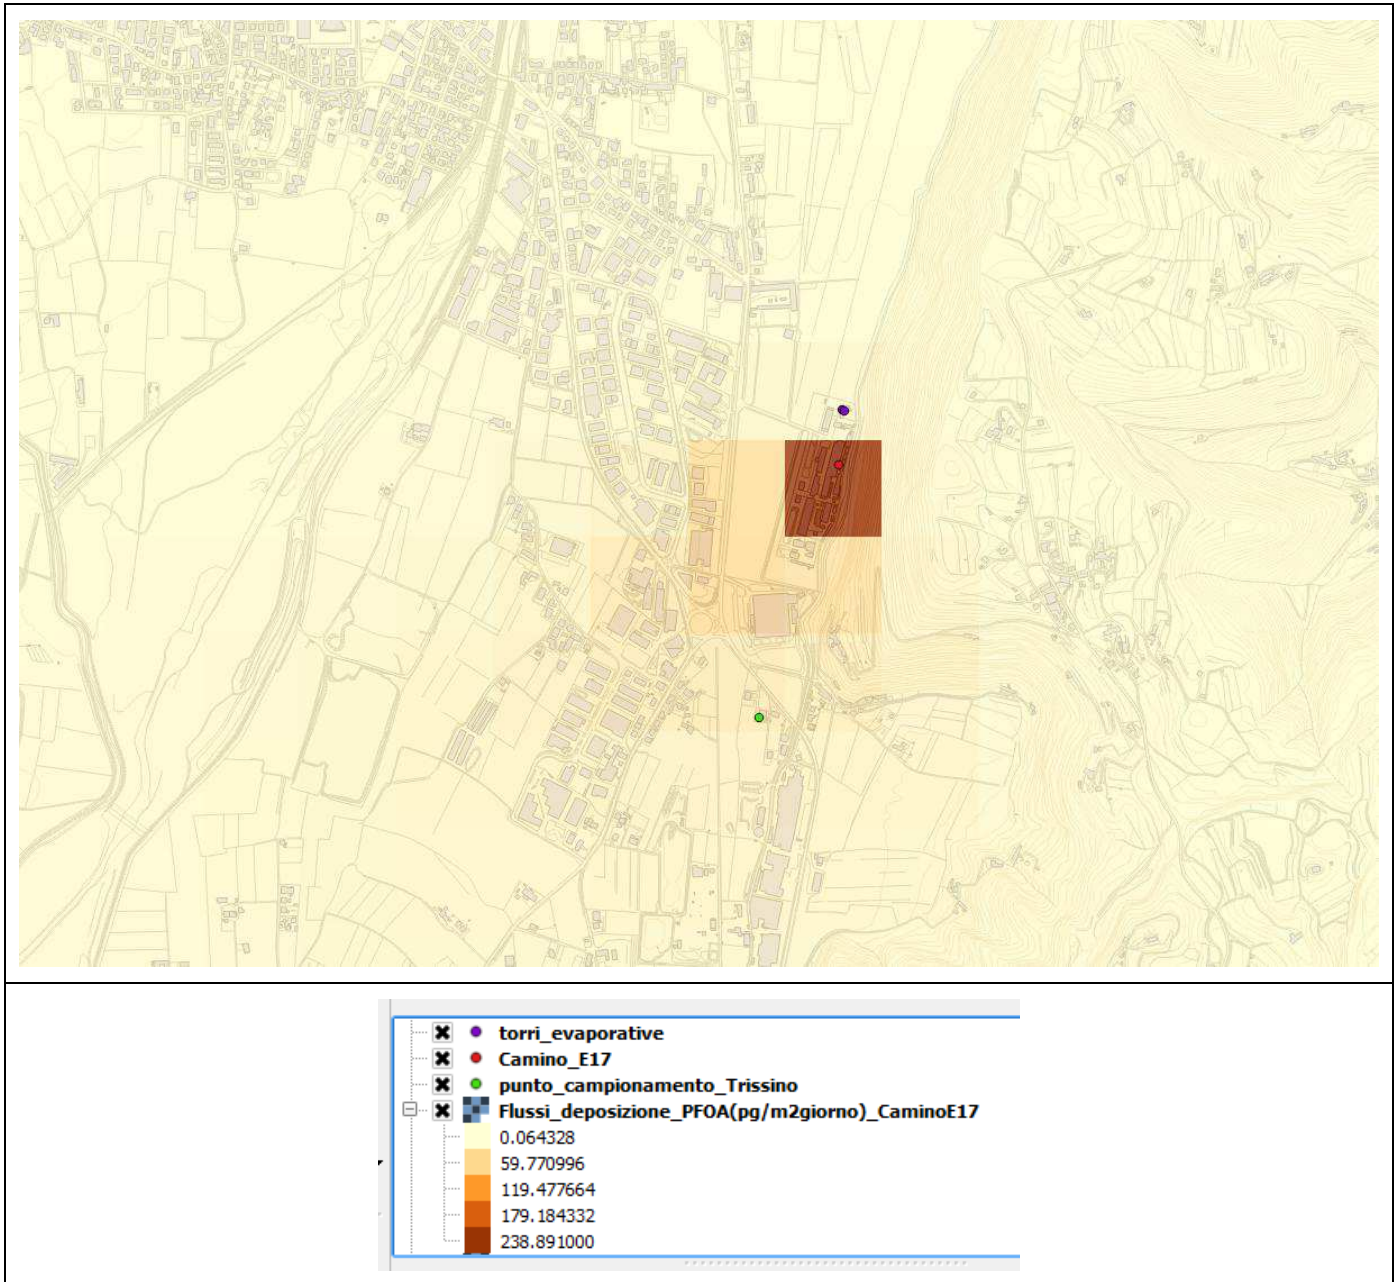 torri_evaporative
Camino_E17
punto_campionamento_Trissino
Flussi_deposizione_PFOA(pg/m2giorno)_CaminoE17
0.064328
59.770996
119.477664
179.184332
238.891000